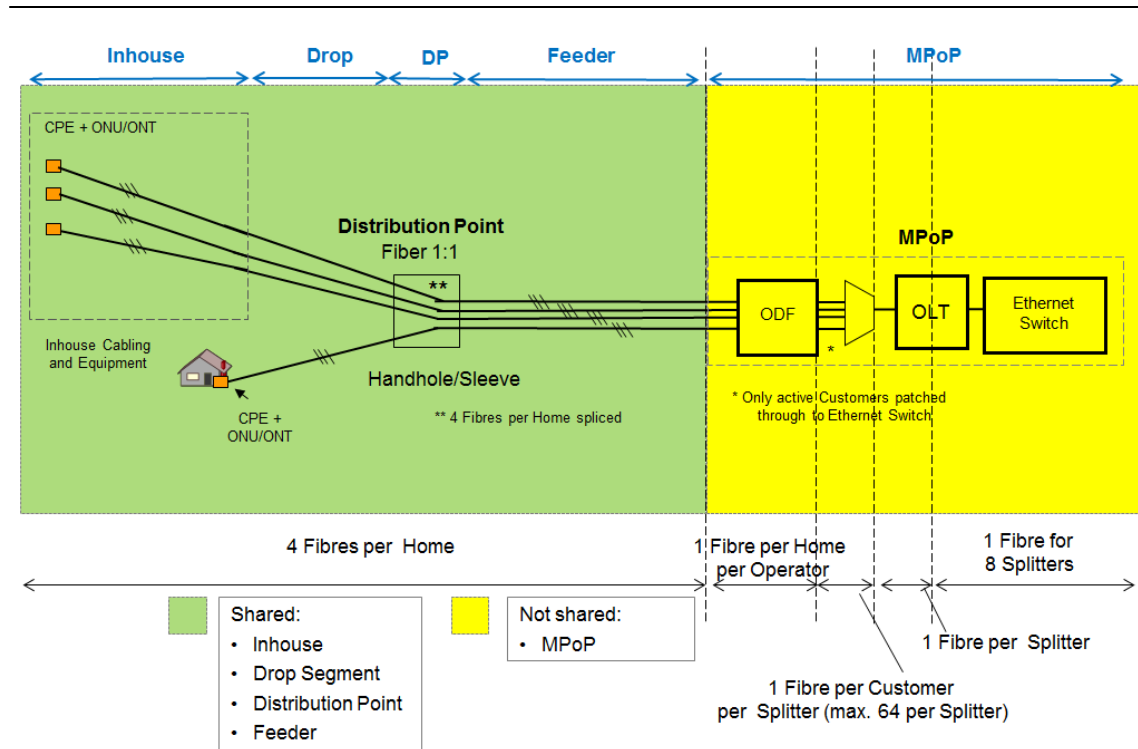 Inhouse
Drop
DP
Feeder
MPoP
CPE + ONU/ONT
Distribution Point
Fiber 1:1
**
MPoP
ODF
OLT
Ethernet
Switch
*
Inhouse Cabling
and Equipment
Handhole/Sleeve
CPE +
ONU/ONT
** 4 Fibres per Home spliced
* Only active Customers patched
through to Ethernet Switch
4 Fibres per Home
1 Fibre per Home
per Operator
1 Fibre for
8 Splitters
Shared:
• Inhouse
• Drop Segment
• Distribution Point
• Feeder
Not shared:
• MPoP
1 Fibre per Splitter
1 Fibre per Customer
per Splitter (max. 64 per Splitter)